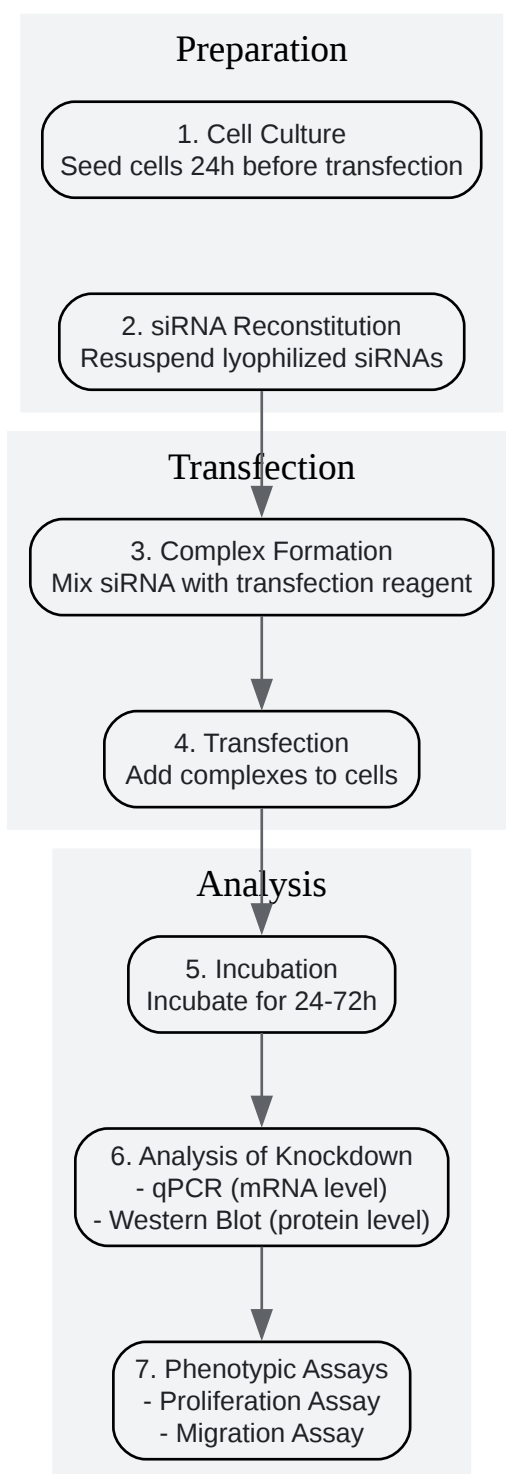 Preparation
1. Cell Culture
Seed cells 24h before transfection
2. siRNA Reconstitution
Resuspend lyophilized siRNAs
Transfection
3. Complex Formation
Mix siRNA with transfection reagent
4. Transfection
Add complexes to cells
Analysis
5. Incubation
Incubate for 24-72h
6. Analysis of Knockdown
- qPCR (mRNA level)
- Western Blot (protein level)
7. Phenotypic Assays
- Proliferation Assay
- Migration Assay